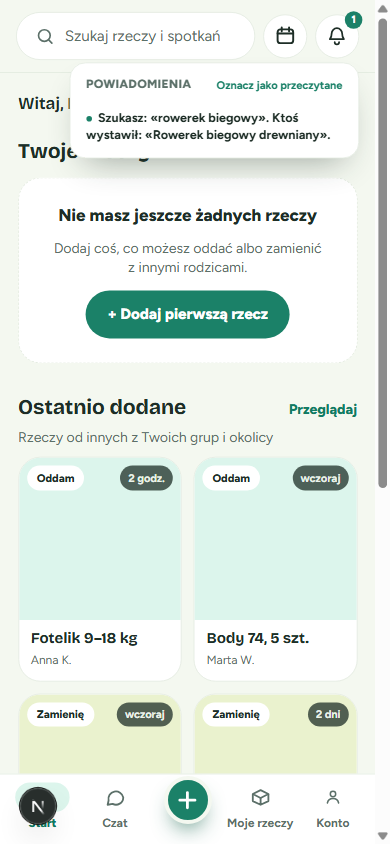 Szukaj rzeczy i spotkań
1
POWIADOMIENIA
Oznacz jako przeczytane
Szukasz: «rowerek biegowy». Ktoś
wystawił: «Rowerek biegowy drewniany».
Witaj,
Twoje
Nie masz jeszcze żadnych rzeczy
Dodaj coś, co możesz oddać albo zamienić
z innymi rodzicami.
+ Dodaj pierwszą rzecz
Ostatnio dodane
Przeglądaj
Rzeczy od innych z Twoich grup i okolicy
Oddam
2 godz.
Oddam
wczoraj
Fotelik 9–18 kg
Anna K.
Body 74, 5 szt.
Marta W.
Zamienię
wczoraj
Zamienię
2 dni
N
Start
Czat
Moje rzeczy
Konto